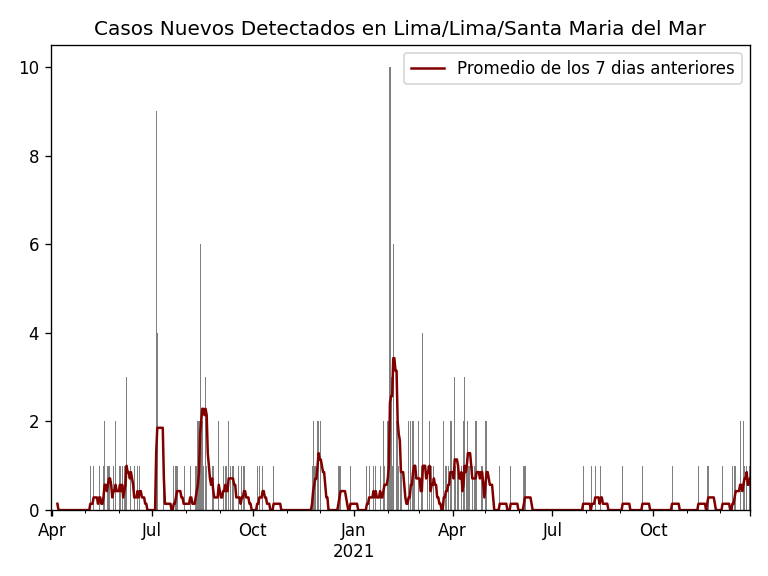 Casos Nuevos Detectados en Lima/Lima/Santa Maria del Mar
Promedio de los 7 dias anteriores
10
8
6
4
2
0
Apr Jul Oct Jan Apr Jul Oct
2021